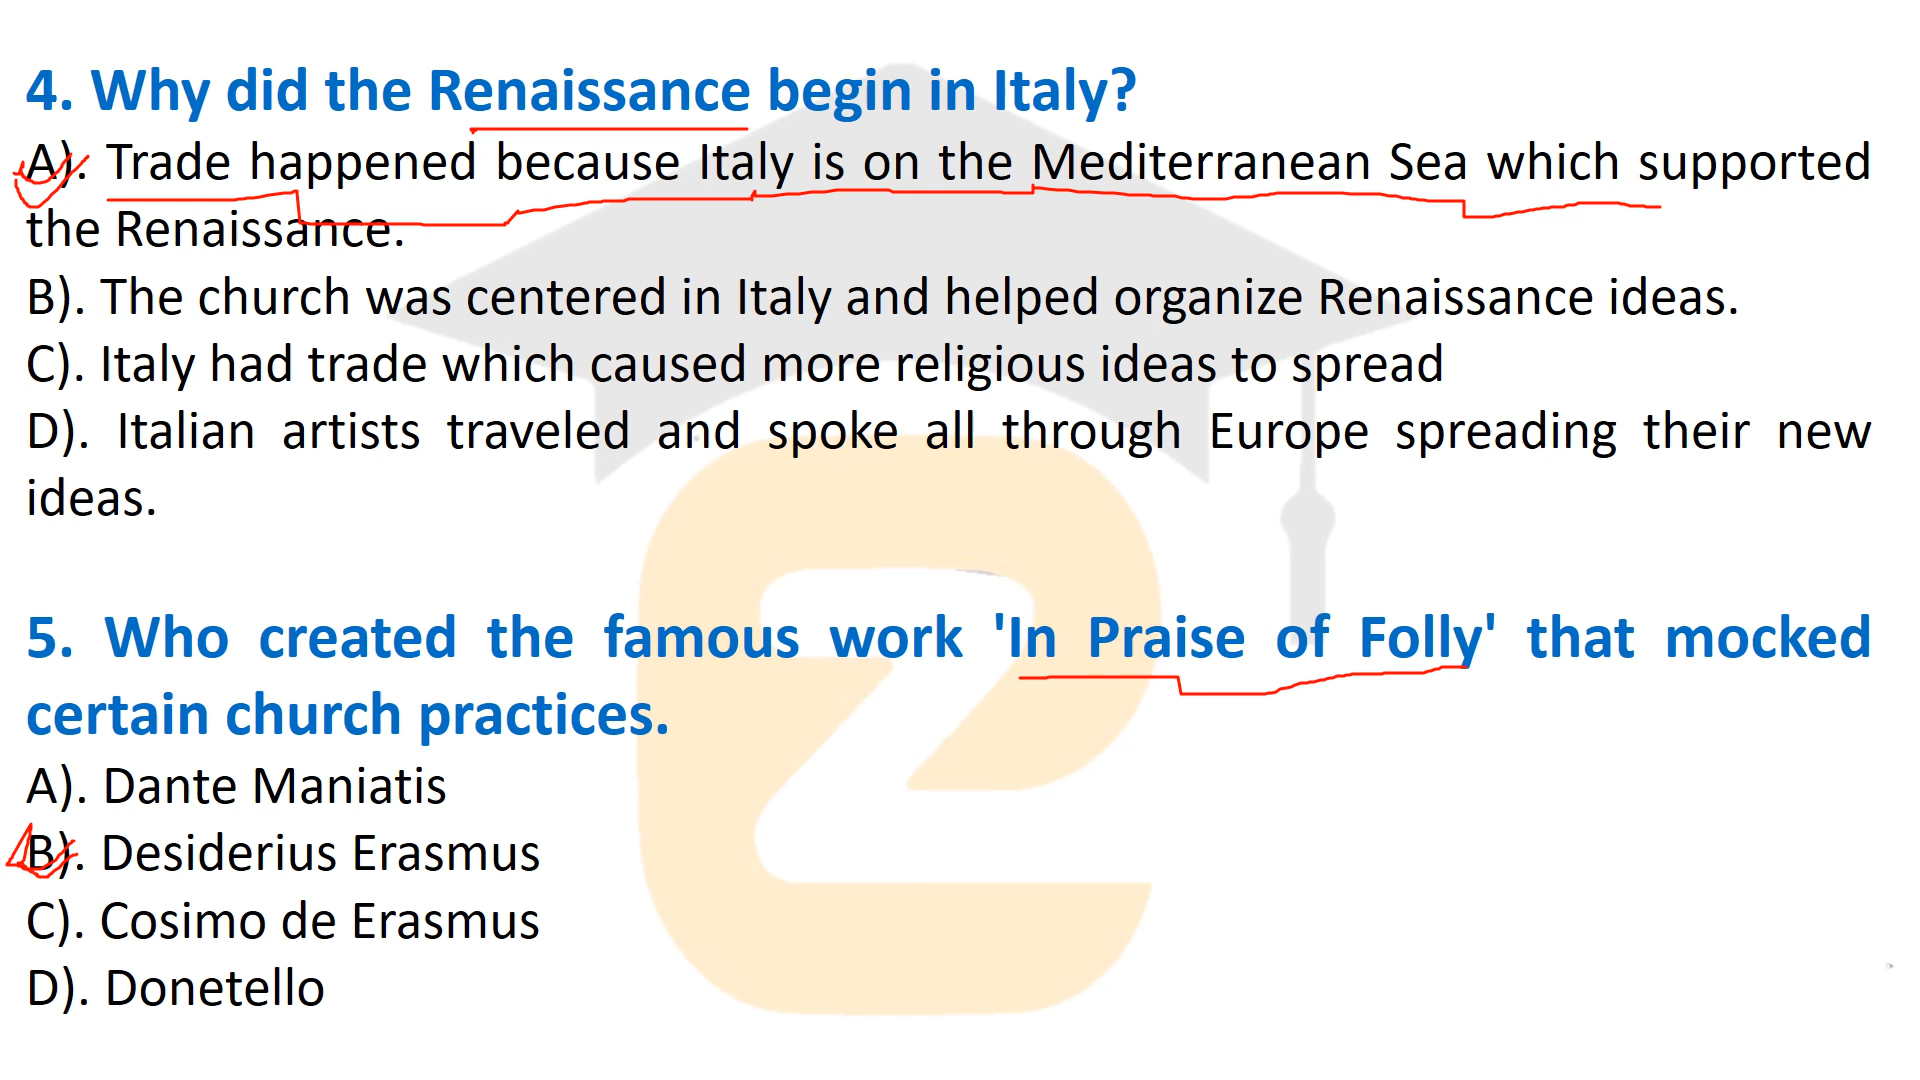 4. Why did the Renaissance begin in Italy?
A). Trade happened because Italy is on the Mediterranean Sea which supported
the Renaissance.
B). The church was centered in Italy and helped organize Renaissance ideas.
C). Italy had trade which caused more religious ideas to spread
D). Italian artists traveled and spoke all through Europe spreading their new
ideas.
5. Who created the famous work 'In Praise of Folly' that mocked
certain church practices.
A). Dante Maniatis
B). Desiderius Erasmus
C). Cosimo de Erasmus
D). Donetello